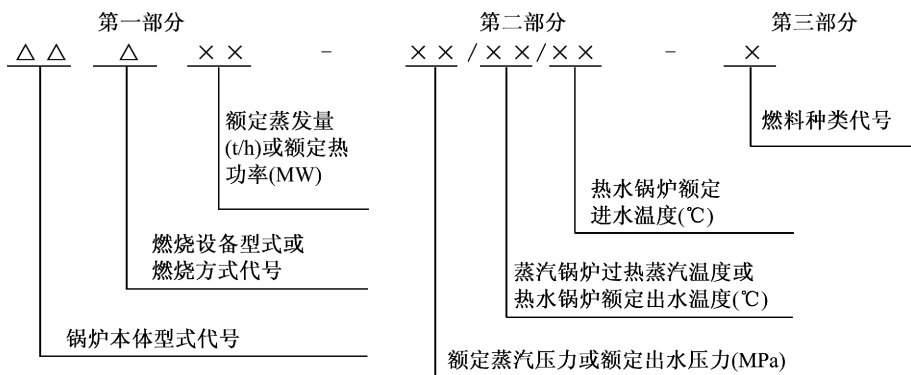 第一部分 第二部分 第三部分
△△ △ ×× - ××/××/×× - ×
额定蒸发量
(t/h)或额定热
功率(MW)
燃料种类代号
热水锅炉额定
进水温度(℃)
燃烧设备型式或
燃烧方式代号
蒸汽锅炉过热蒸汽温度或
热水锅炉额定出水温度(℃)
锅炉本体型式代号
额定蒸汽压力或额定出水压力(MPa)